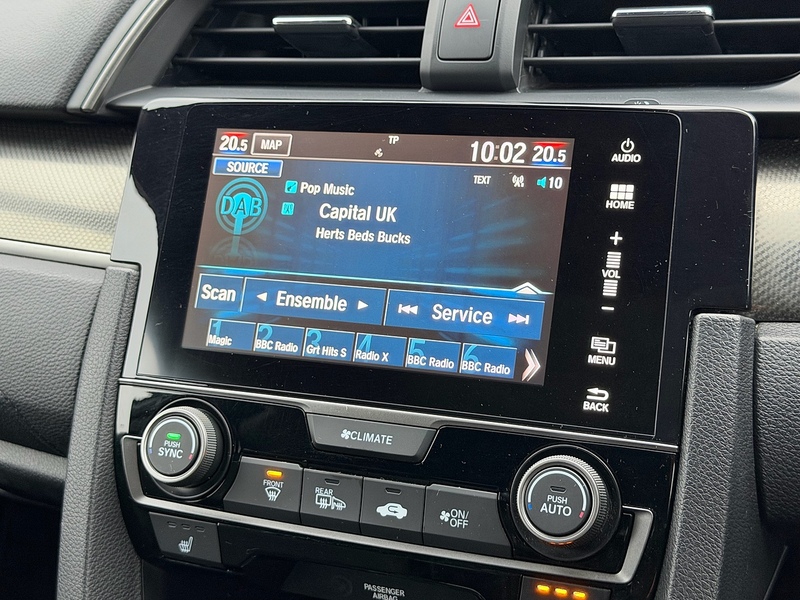 20.5 MAP TP 10:02 20.5
SOURCE
TEXT 10
DAB
Pop Music
Capital UK
Herts Beds Bucks
Scan Ensemble Service
1 Magic
2 BBC Radio
3 Grt Hits S
4 Radio X
5 BBC Radio
6 BBC Radio
AUDIO
HOME
+
VOL
−
MENU
BACK
CLIMATE
PUSH
SYNC
FRONT
REAR
ON/
OFF
PUSH
AUTO
PASSENGER
AIRBAG